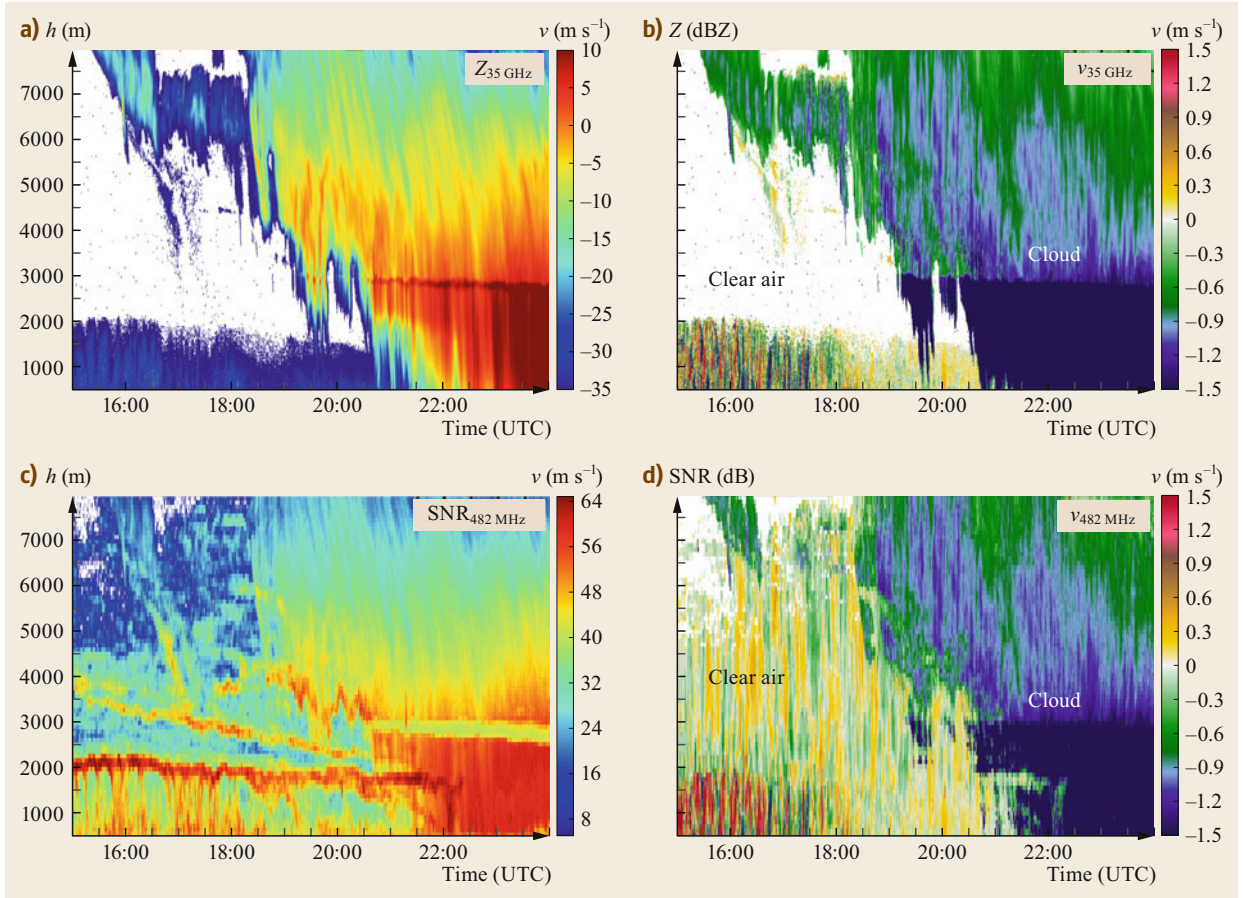 a) h (m) v (m s⁻¹)
Z35 GHz
10
5
0
−5
−10
−15
−20
−25
−30
−35
7000
6000
5000
4000
3000
2000
1000
16:00 18:00 20:00 22:00
Time (UTC)
b) Z (dBZ) v (m s⁻¹)
v35 GHz
1.5
1.2
0.9
0.6
0.3
0
−0.3
−0.6
−0.9
−1.2
−1.5
Cloud
Clear air
16:00 18:00 20:00 22:00
Time (UTC)
c) h (m) v (m s⁻¹)
SNR482 MHz
64
56
48
40
32
24
16
8
7000
6000
5000
4000
3000
2000
1000
16:00 18:00 20:00 22:00
Time (UTC)
d) SNR (dB) v (m s⁻¹)
v482 MHz
1.5
1.2
0.9
0.6
0.3
0
−0.3
−0.6
−0.9
−1.2
−1.5
Clear air
Cloud
16:00 18:00 20:00 22:00
Time (UTC)